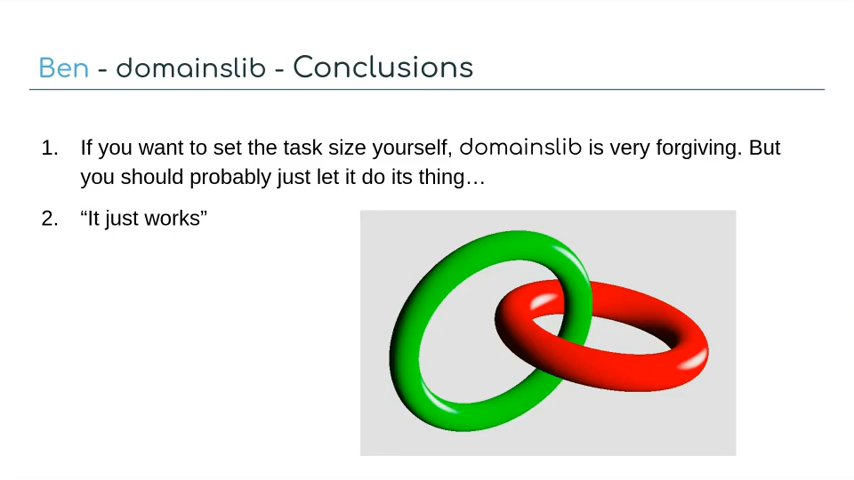 Ben - domainslib - Conclusions
1. If you want to set the task size yourself, domainslib is very forgiving. But
you should probably just let it do its thing…
2. “It just works”